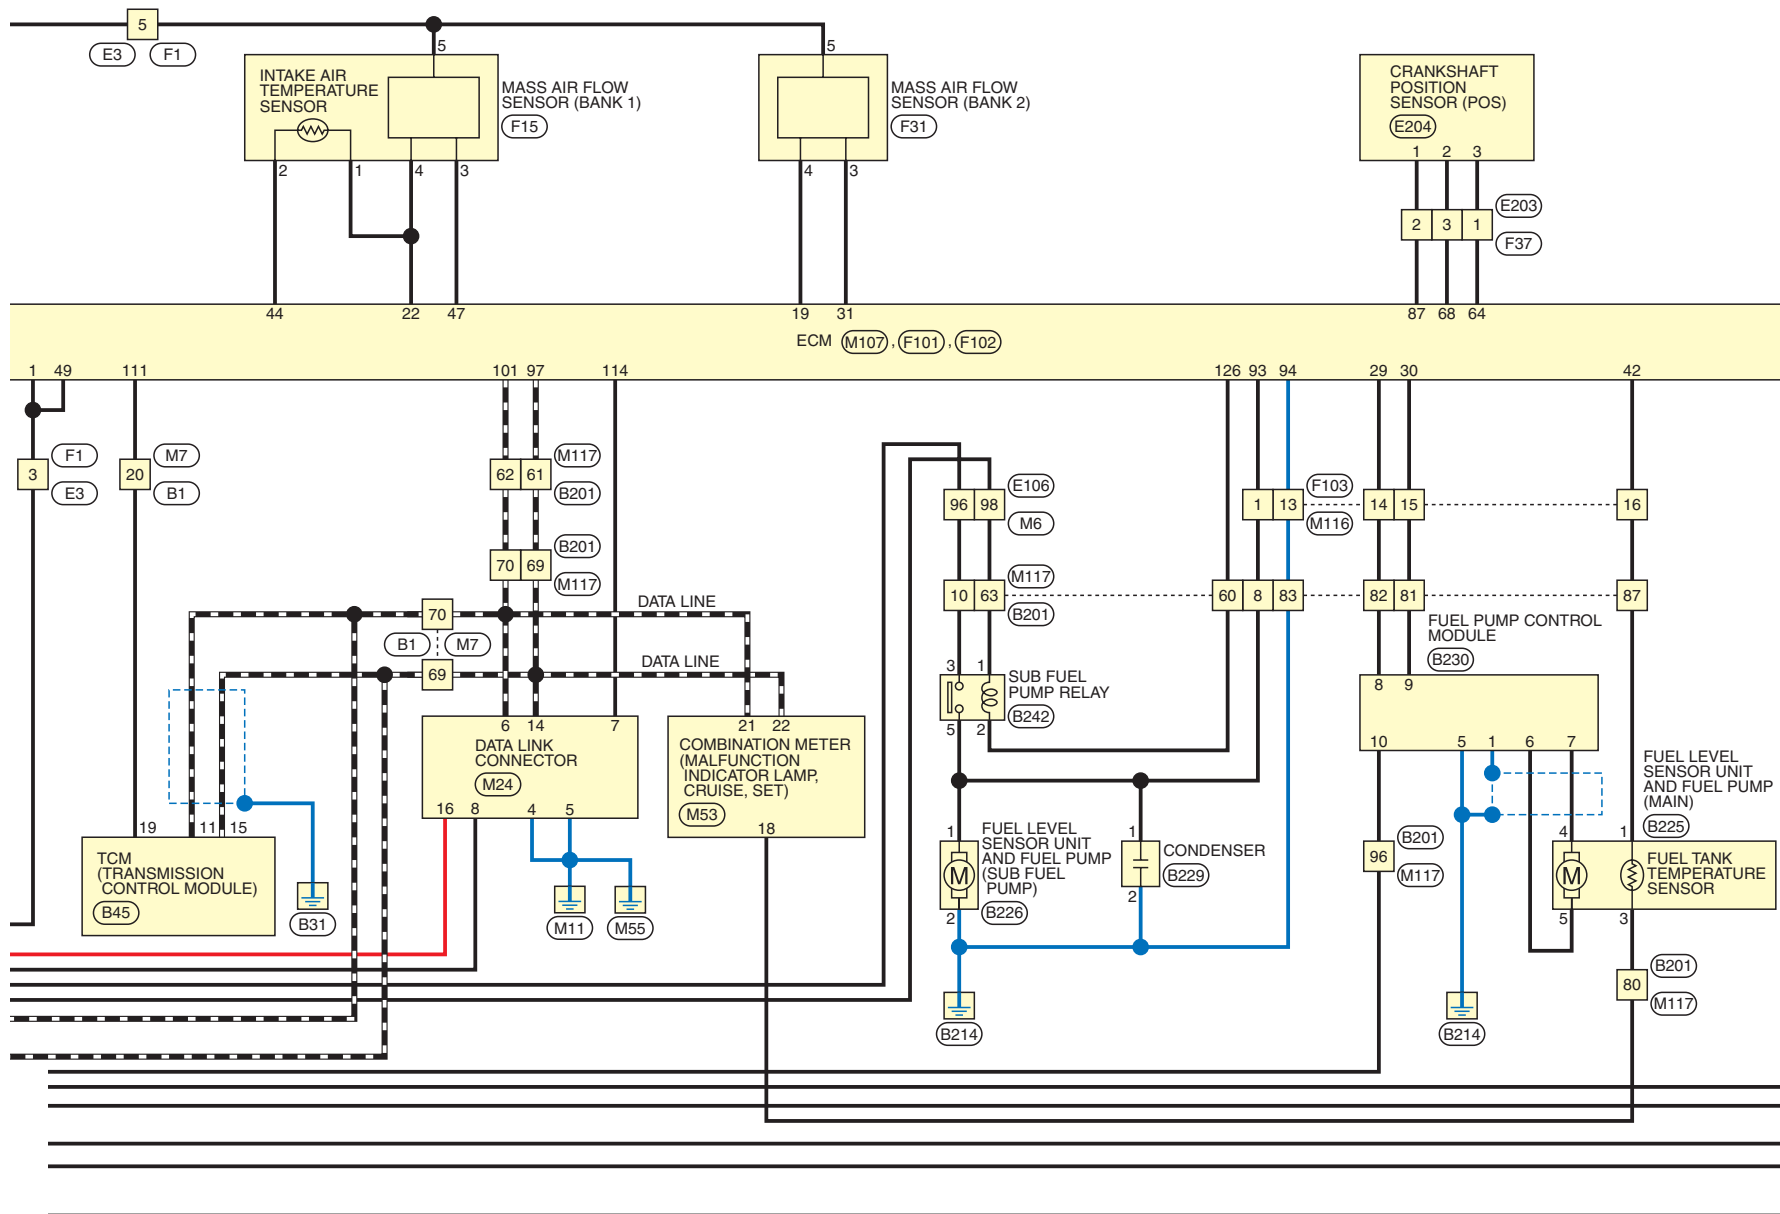 5
E3 F1
5
INTAKE AIR
TEMPERATURE
SENSOR
MASS AIR FLOW
SENSOR (BANK 1)
F15
2 1 4 3
5
MASS AIR FLOW
SENSOR (BANK 2)
F31
4 3
CRANKSHAFT
POSITION
SENSOR (POS)
E204
1 2 3
2 3 1
E203
F37
44 22 47 19 31 87 68 64
ECM M107 , F101 , F102
1 49 111 101 97 114 126 93 94 29 30 42
3
F1
E3
20
M7
B1
62 61
M117
B201
70 69
B201
M117
96 98
E106
M6
1 13
F103
M116
14 15
16
10 63
M117
B201
60 8 83
82 81
87
70
B1 M7
69
DATA LINE
DATA LINE
6 14 7
DATA LINK
CONNECTOR
M24
16 8 4 5
M11
M55
21 22
COMBINATION METER
(MALFUNCTION
INDICATOR LAMP,
CRUISE, SET)
M53
18
19 11 15
TCM
(TRANSMISSION
CONTROL MODULE)
B45
B31
3 1
SUB FUEL
PUMP RELAY
B242
5 2
1
M
FUEL LEVEL
SENSOR UNIT
AND FUEL PUMP
(SUB FUEL
PUMP)
B226
2
1
CONDENSER
B229
2
B214
FUEL PUMP CONTROL
MODULE
B230
8 9
10 5 1 6 7
96
B201
M117
B214
FUEL LEVEL
SENSOR UNIT
AND FUEL PUMP
(MAIN)
B225
4 1
M
FUEL TANK
TEMPERATURE
SENSOR
5 3
80
B201
M117